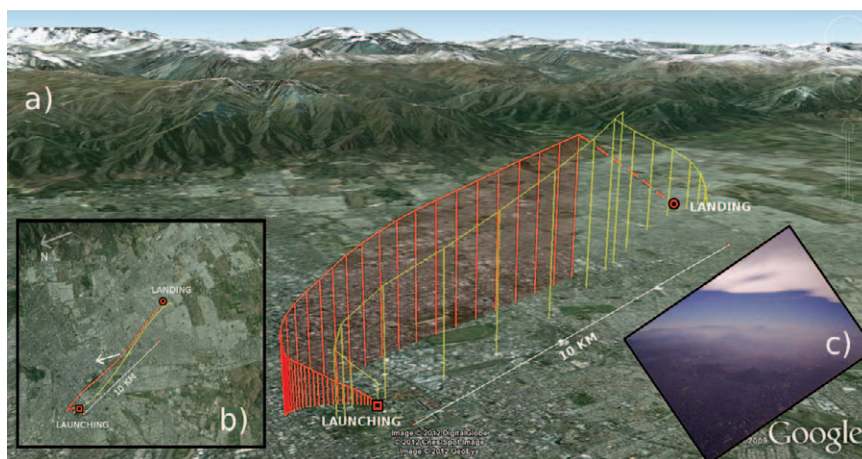 a)
LANDING
N
LANDING
10 KM
c)
10 KM
LAUNCHING
b)
LAUNCHING
Image © 2012 DigitalGlobe
© 2012 Cnes/Spot Image
Image © 2012 GeoEye
Google